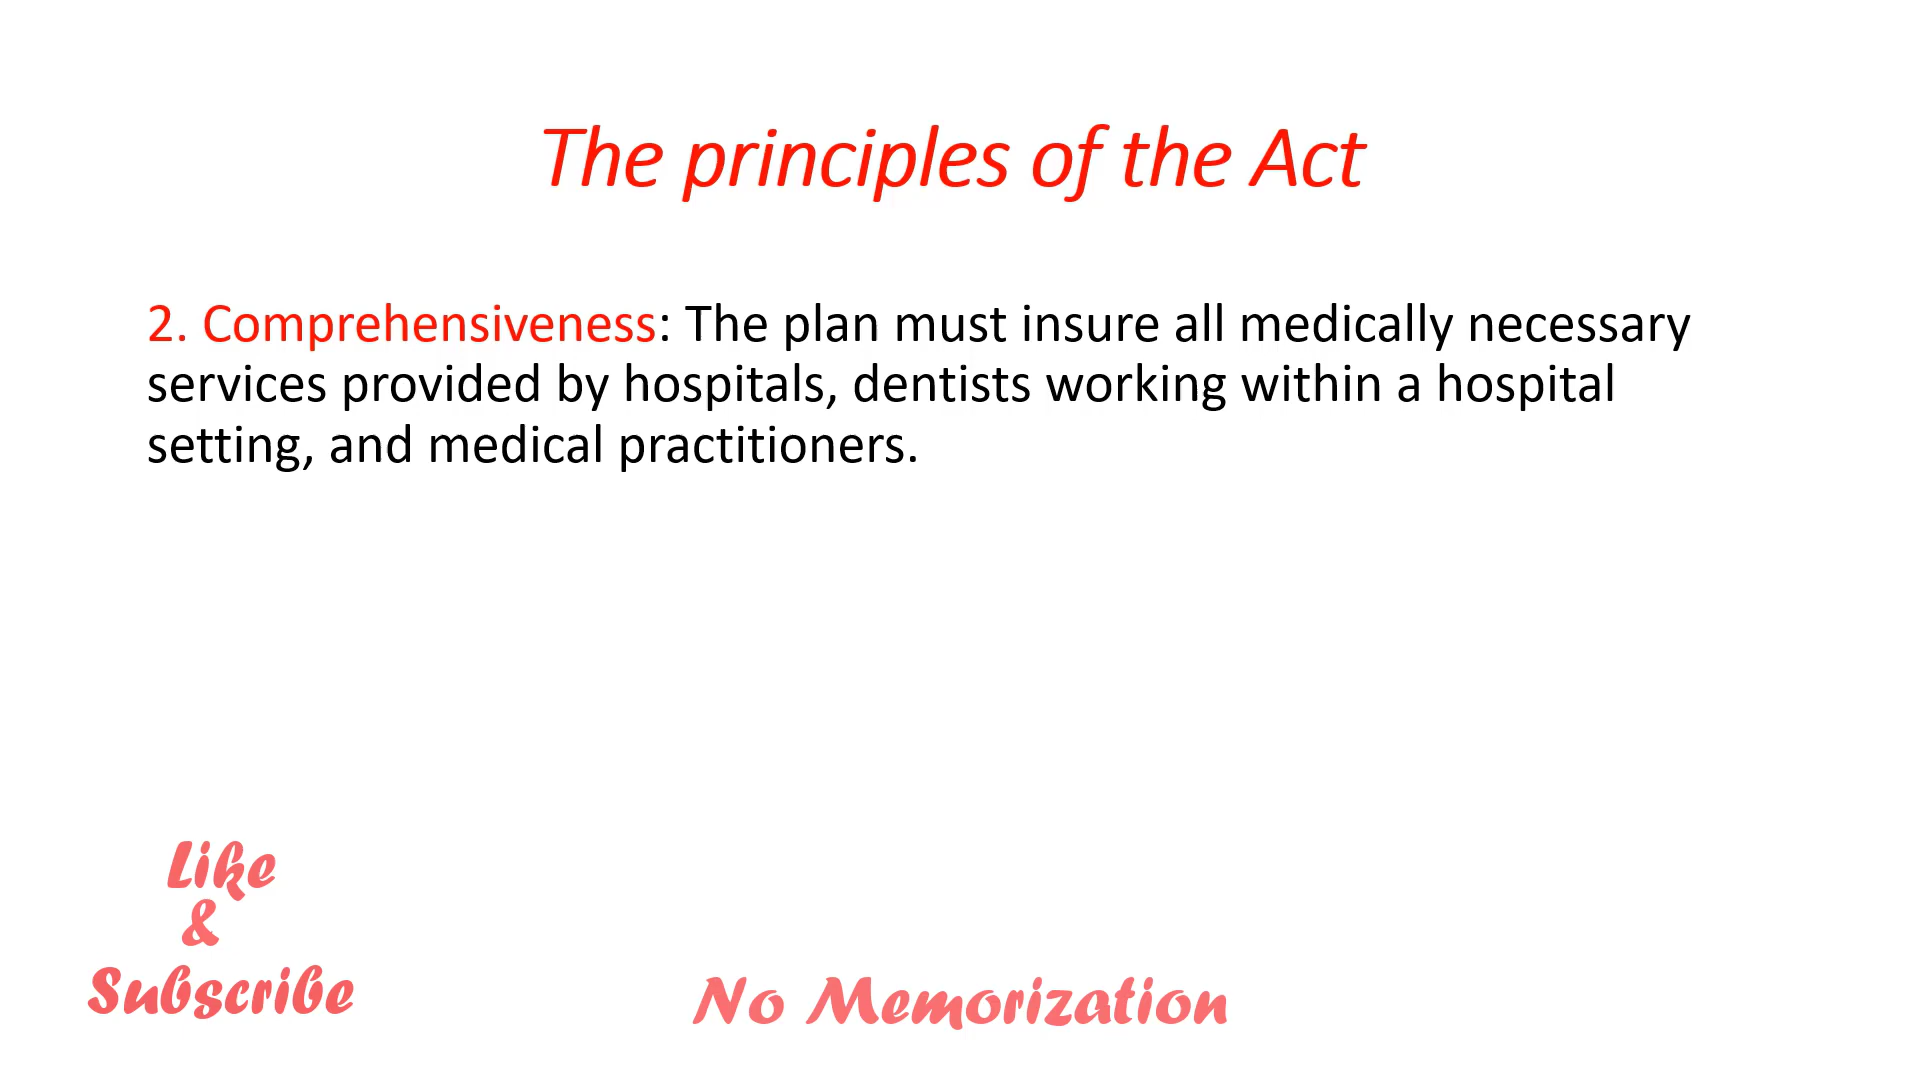 The principles of the Act
2. Comprehensiveness: The plan must insure all medically necessary
services provided by hospitals, dentists working within a hospital
setting, and medical practitioners.
Like
&
Subscribe
No Memorization